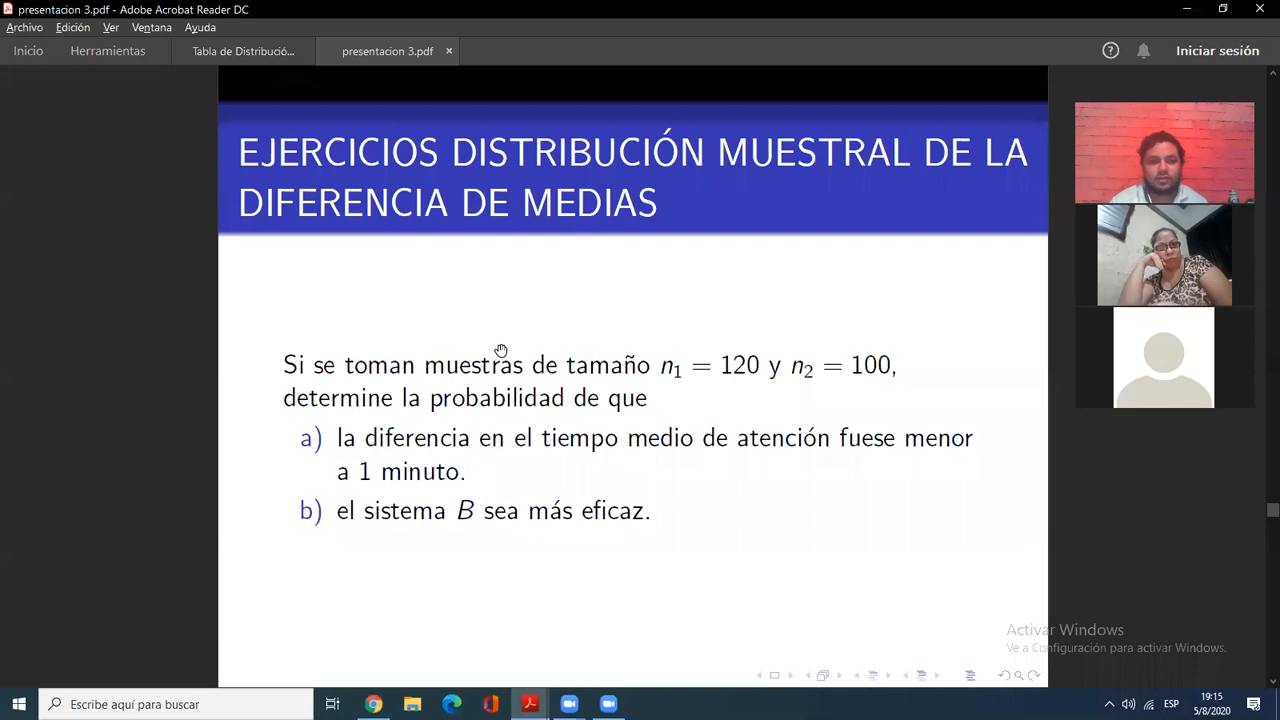 presentacion 3.pdf - Adobe Acrobat Reader DC
Archivo Edición Ver Ventana Ayuda
Inicio Herramientas Tabla de Distribució... presentacion 3.pdf × Iniciar sesión
EJERCICIOS DISTRIBUCIÓN MUESTRAL DE LA
DIFERENCIA DE MEDIAS
Si se toman muestras de tamaño n₁ = 120 y n₂ = 100,
determine la probabilidad de que
a) la diferencia en el tiempo medio de atención fuese menor
a 1 minuto.
b) el sistema B sea más eficaz.
Activar Windows
Ve a Configuración para activar Windows.
Escribe aquí para buscar
ESP
19:15
5/8/2020